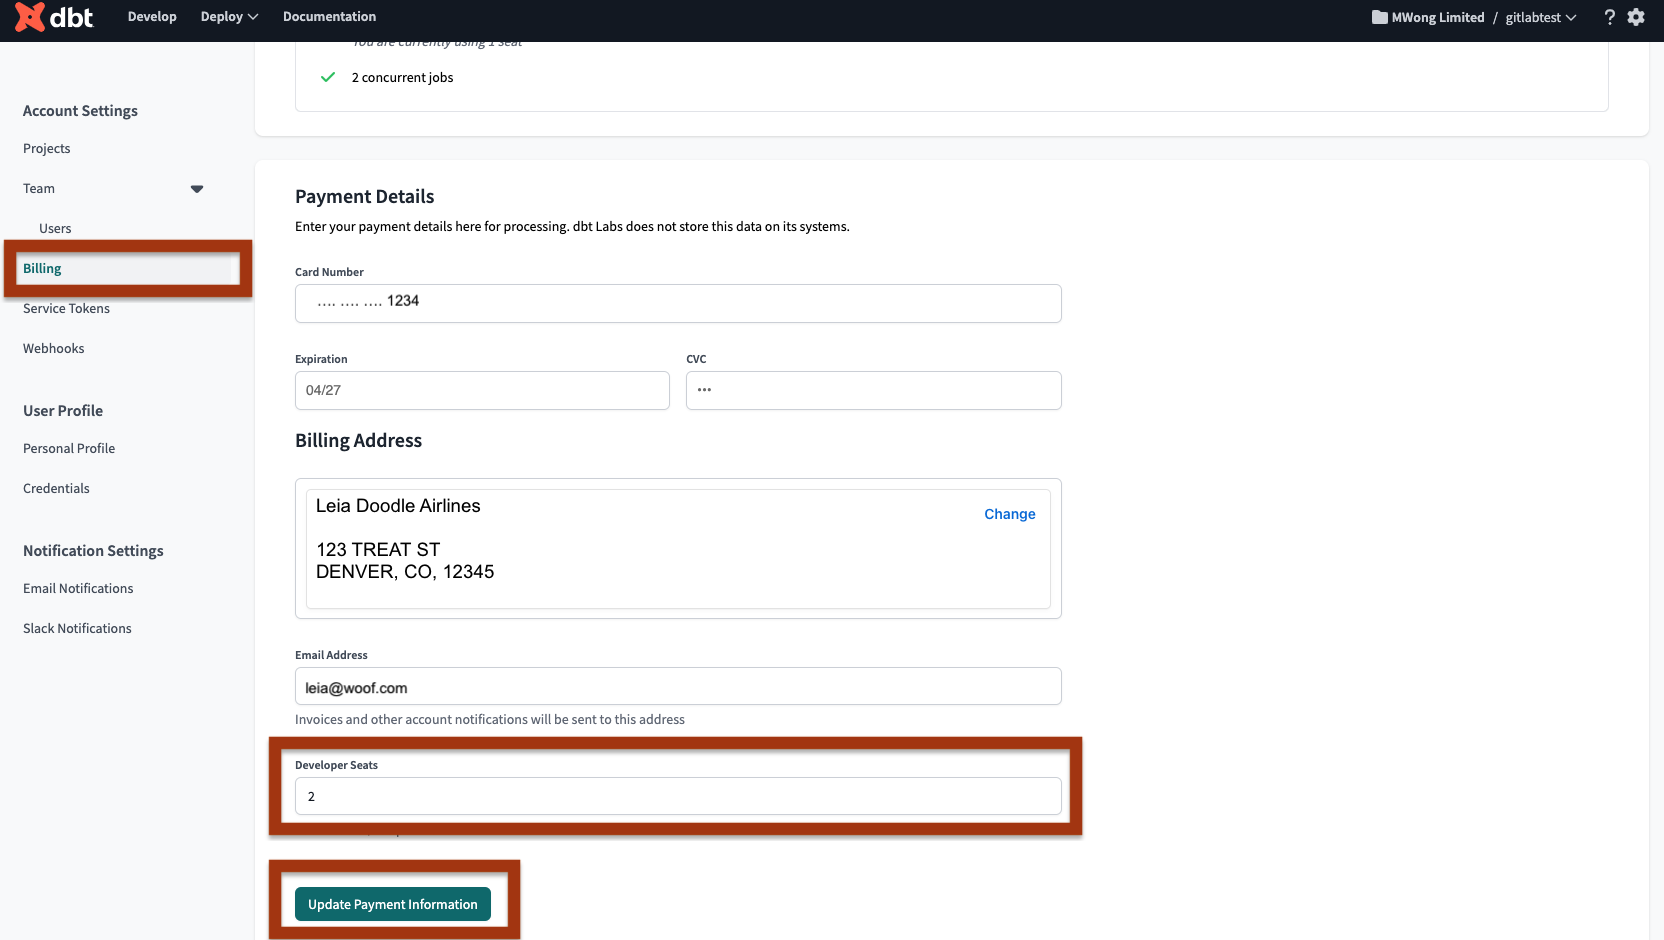 dbt Develop Deploy Documentation MWong Limited / gitlabtest ?
You are currently using 1 seat
2 concurrent jobs
Account Settings
Projects
Team
Users
Billing
Service Tokens
Webhooks
User Profile
Personal Profile
Credentials
Notification Settings
Email Notifications
Slack Notifications
Payment Details
Enter your payment details here for processing. dbt Labs does not store this data on its systems.
Card Number
.... .... .... 1234
Expiration
04/27
CVC
•••
Billing Address
Leia Doodle Airlines
Change
123 TREAT ST
DENVER, CO, 12345
Email Address
leia@woof.com
Invoices and other account notifications will be sent to this address
Developer Seats
2
Update Payment Information